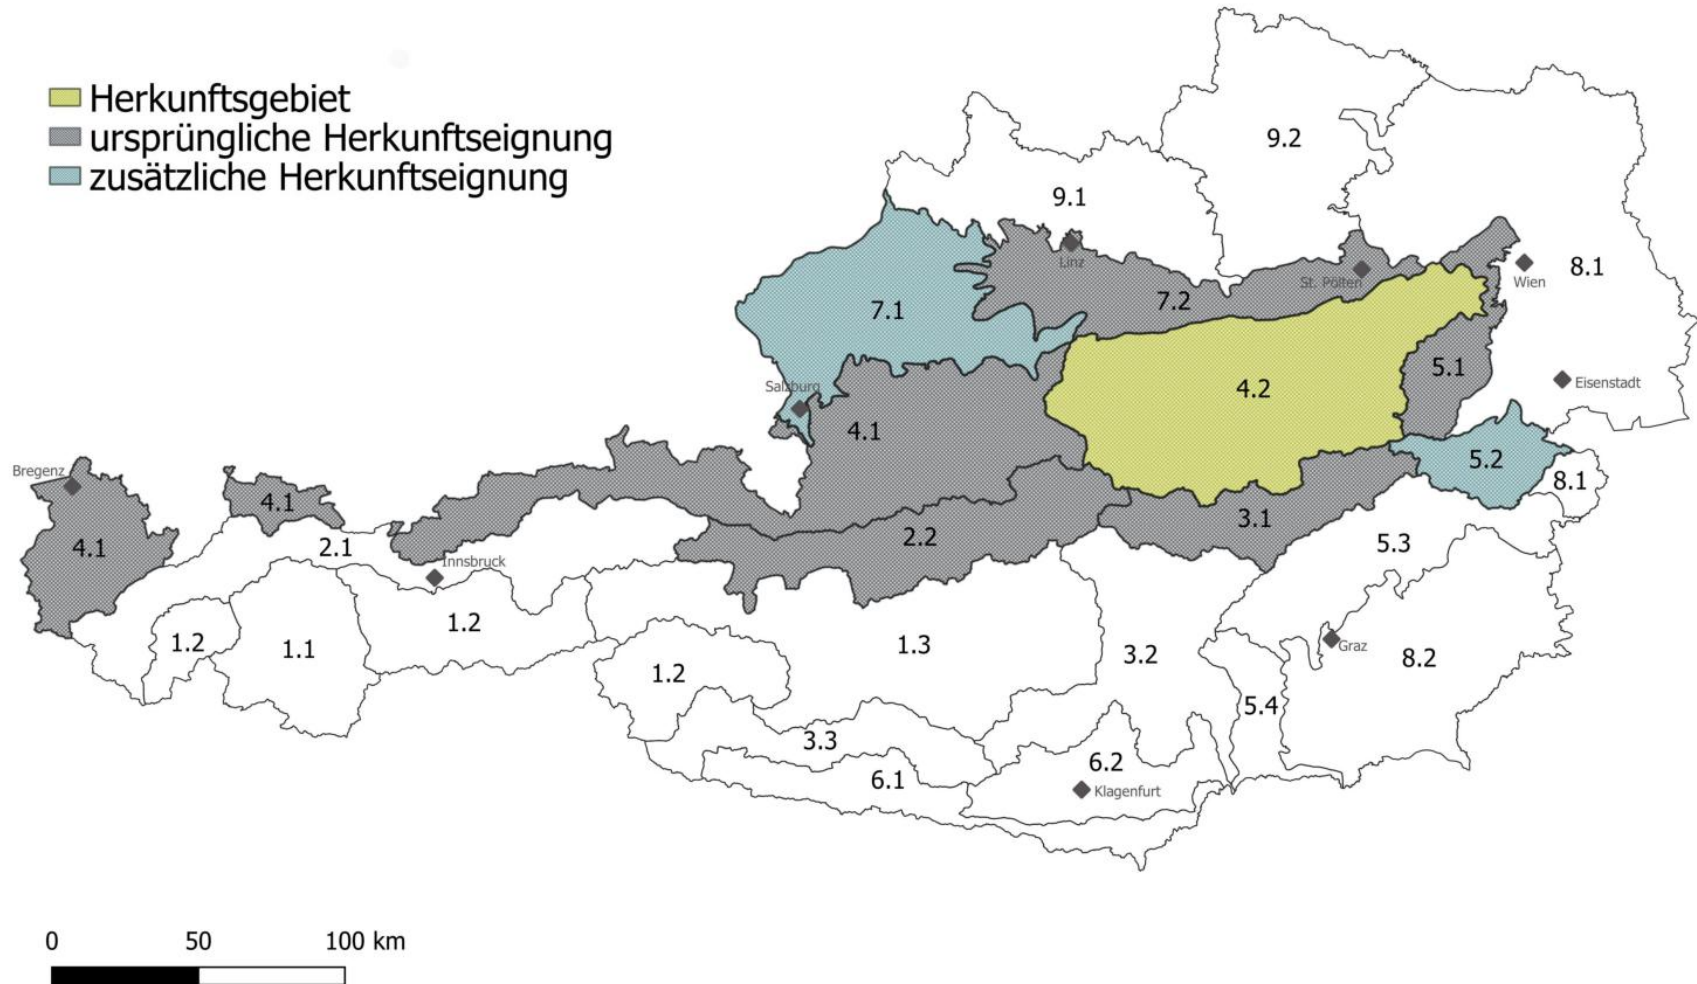 Herkunftsgebiet
ursprüngliche Herkunftseignung
zusätzliche Herkunftseignung
9.2
9.1
Linz
St. Pölten
Wien
8.1
7.1
7.2
5.1
Eisenstadt
Salzburg
4.2
4.1
Bregenz
5.2
8.1
4.1
4.1
2.1
Innsbruck
2.2
3.1
5.3
1.2
1.1
1.2
1.3
3.2
Graz
8.2
1.2
5.4
3.3
6.1
6.2
Klagenfurt
0 50 100 km